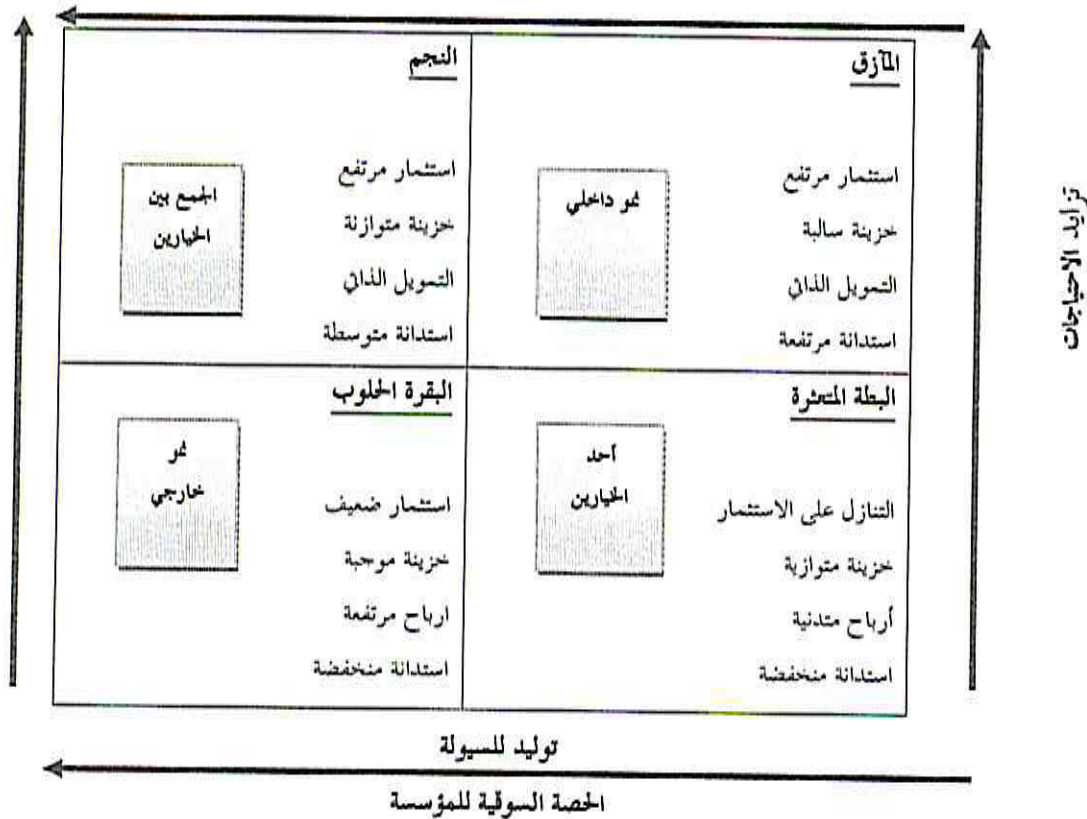 المآزق
استثمار مرتفع
خزينة سالبة
التمويل الذاتي
استدانة مرتفعة
نمو داخلي
النجم
استثمار مرتفع
خزينة متوازنة
التمويل الذاتي
استدانة متوسطة
الجمع بين
الخيارين
البطة المتعثرة
التنازل على الاستثمار
خزينة متوازية
أرباح متدنية
استدانة منخفضة
أحد
الخيارين
البقرة الحلوب
استثمار ضعيف
خزينة موجبة
ارباح مرتفعة
استدانة منخفضة
نمو
خارجي
تزايد الاحتياجات
توليد للسيولة
الحصة السوقية للمؤسسة